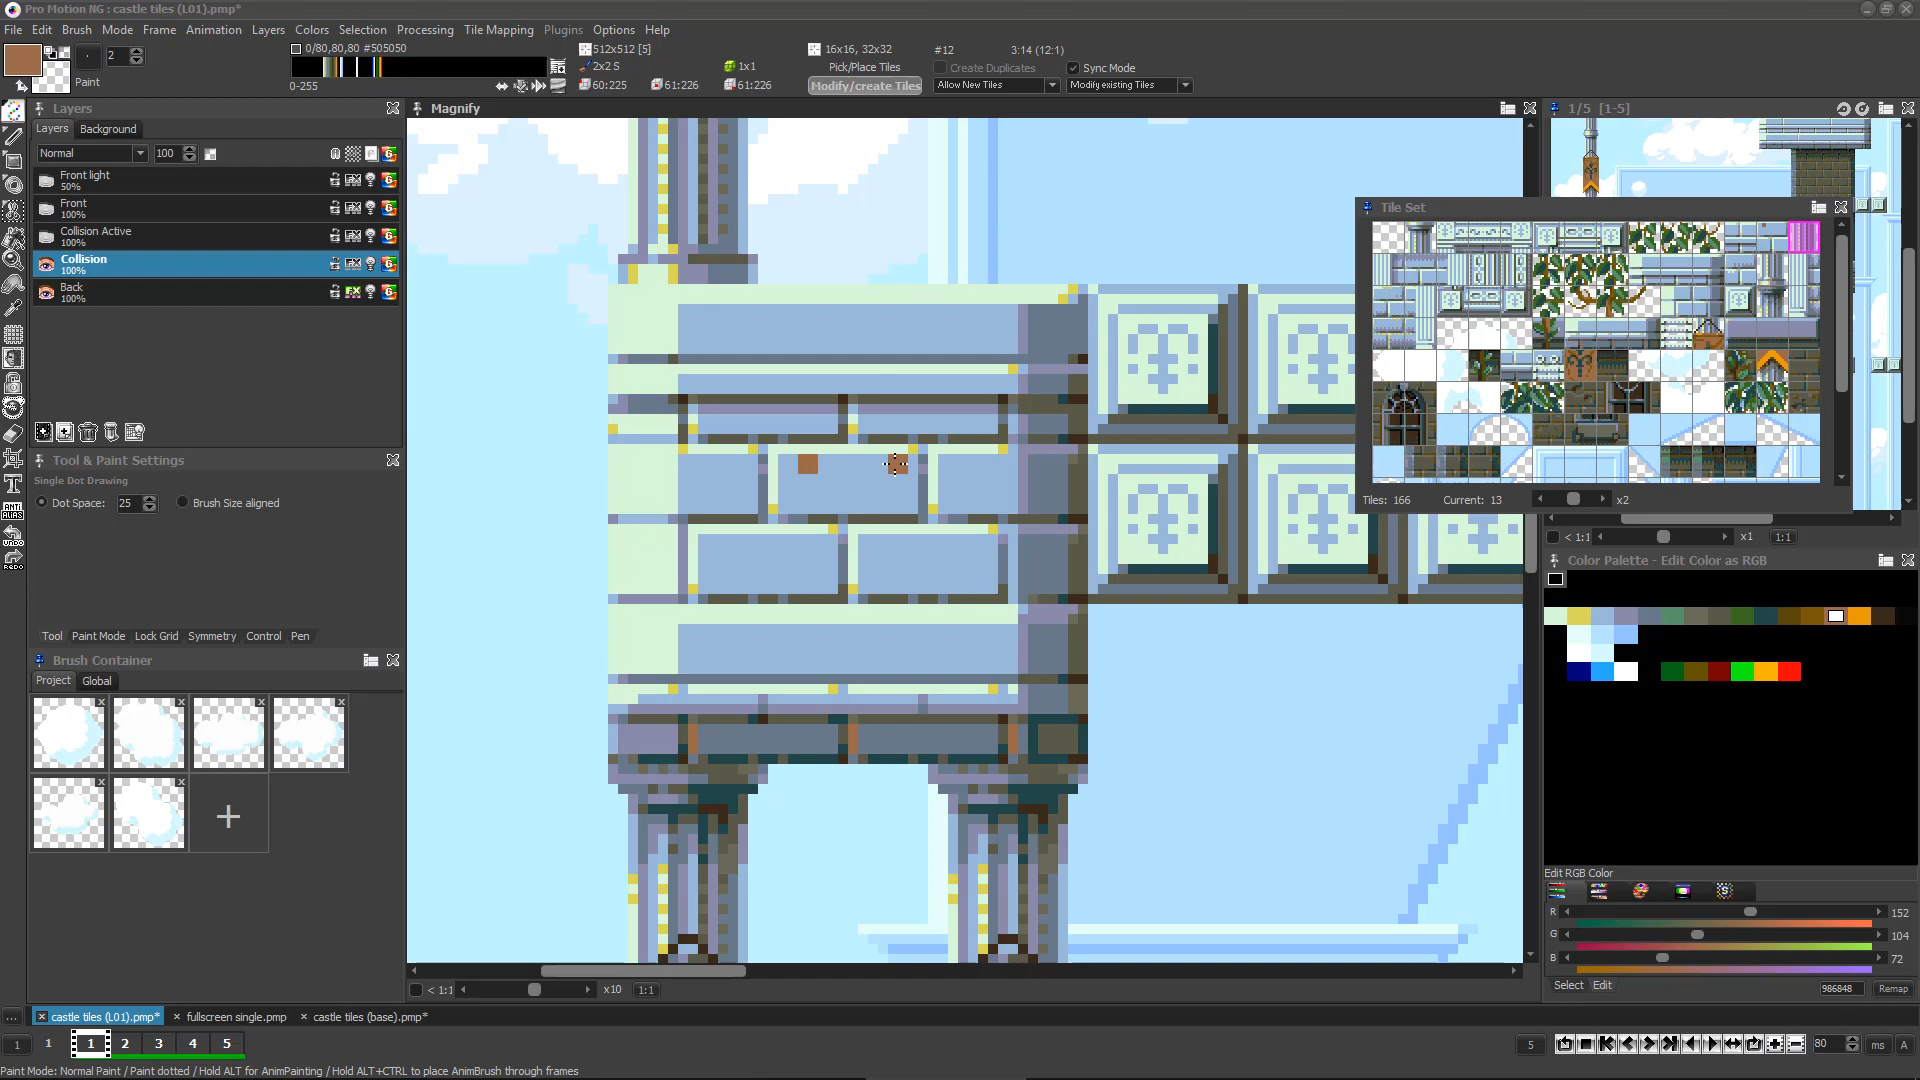 Pro Motion NG : castle tiles (L01).pmp*
File Edit Brush Mode Frame Animation Layers Colors Selection Processing Tile Mapping Plugins Options Help
2
Paint
0/80,80,80 #505050
0-255
512x512 [5]
2x2 S
60:225
61:226
1x1
61:226
16x16, 32x32
Pick/Place Tiles
Modify/create Tiles
#12
Create Duplicates
Allow New Tiles
3:14 (12:1)
Sync Mode
Modify existing Tiles
Layers
Layers Background
Normal 100
Front light
50%
Front
100%
Collision Active
100%
Collision
100%
Back
100%
Tool & Paint Settings
Single Dot Drawing
Dot Space: 25 Brush Size aligned
Tool Paint Mode Lock Grid Symmetry Control Pen
Brush Container
Project Global
ANTI
ALIAS
UNDO
REDO
Magnify
< 1:1 x10 1:1
1/5 [1-5]
Tile Set
Tiles: 166 Current: 13 x2
< 1:1 x1 1:1
Color Palette - Edit Color as RGB
Edit RGB Color
R 152
G 104
B 72
Select Edit 986848 Remap
castle tiles (L01).pmp* fullscreen single.pmp castle tiles (base).pmp*
1 1 1 2 3 4 5
5 80 ms A
Paint Mode: Normal Paint / Paint dotted / Hold ALT for AnimPainting / Hold ALT+CTRL to place AnimBrush through frames